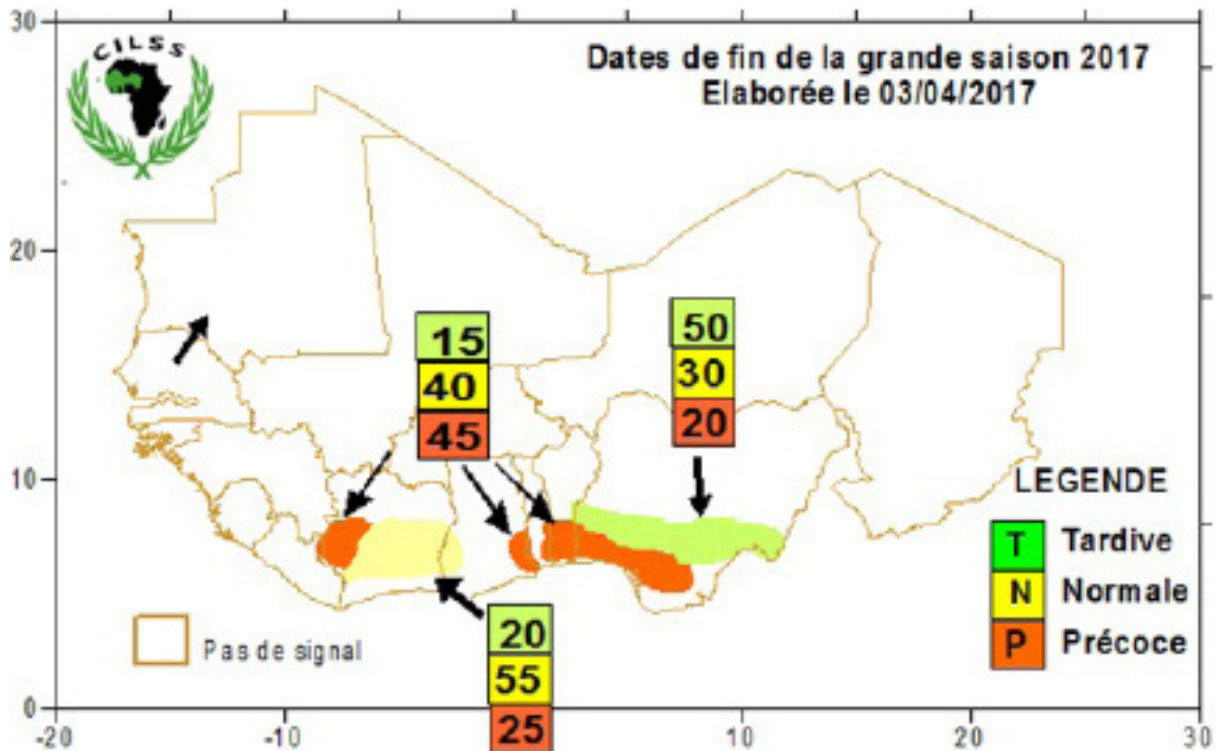 30
CILSS
Dates de fin de la grande saison 2017
Elaborée le 03/04/2017
20
15
40
45
50
30
20
10
LEGENDE
T Tardive
N Normale
P Précoce
Pas de signal
20
55
25
0
-20 -10 10 20 30